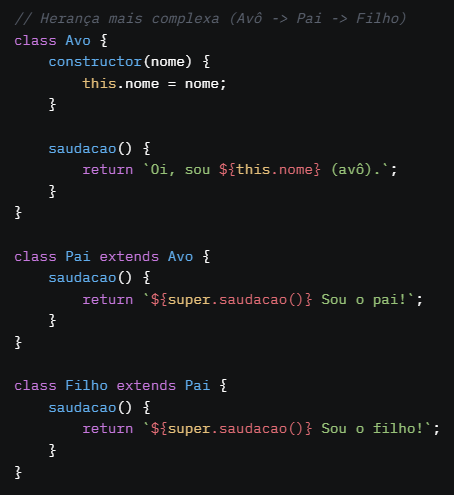 // Herança mais complexa (Avô -> Pai -> Filho)
class Avo {
    constructor(nome) {
        this.nome = nome;
    }

    saudacao() {
        return `Oi, sou ${this.nome} (avô).`;
    }
}

class Pai extends Avo {
    saudacao() {
        return `${super.saudacao()} Sou o pai!`;
    }
}

class Filho extends Pai {
    saudacao() {
        return `${super.saudacao()} Sou o filho!`;
    }
}